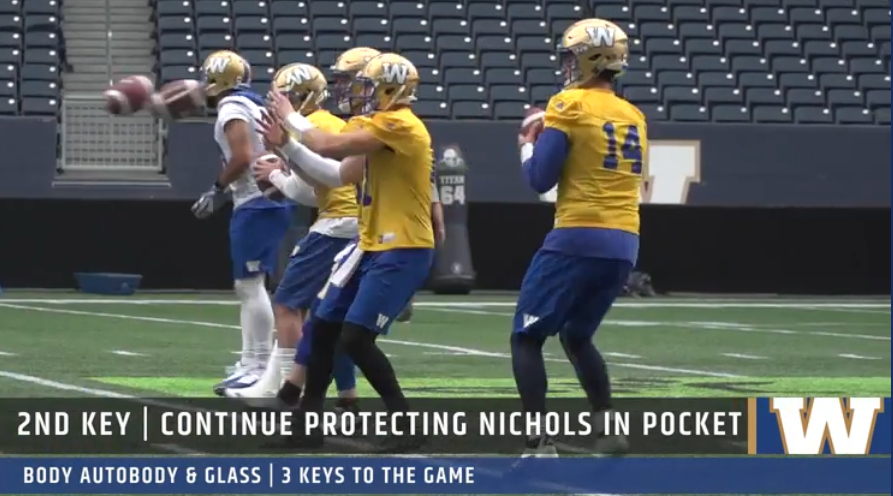 W
W
W
W
14
W
TITAN
64
W
W
2ND KEY | CONTINUE PROTECTING NICHOLS IN POCKET
W
BODY AUTOBODY & GLASS | 3 KEYS TO THE GAME